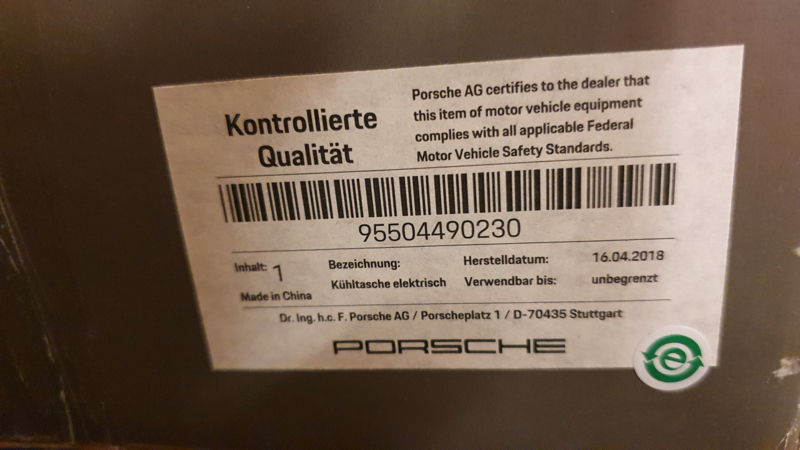 Kontrollierte
Qualität
Porsche AG certifies to the dealer that
this item of motor vehicle equipment
complies with all applicable Federal
Motor Vehicle Safety Standards.
95504490230
Inhalt: 1
Made in China
Bezeichnung:
Kühltasche elektrisch
Herstelldatum: 16.04.2018
Verwendbar bis: unbegrenzt
Dr. Ing. h.c. F. Porsche AG / Porscheplatz 1 / D-70435 Stuttgart
PORSCHE
e